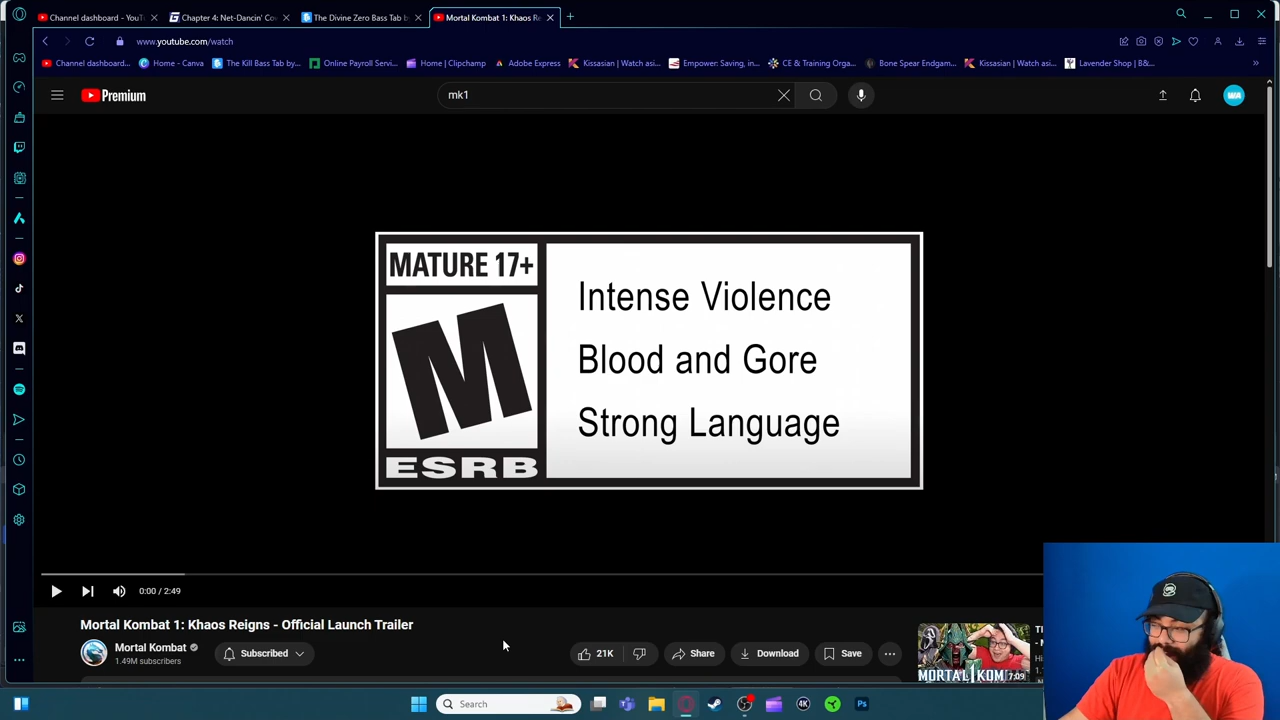 Channel dashboard - YouT
Chapter 4: Net-Dancin' Co
The Divine Zero Bass Tab b
Mortal Kombat 1: Khaos Re
www.youtube.com/watch
Channel dashboard...
Home - Canva
The Kill Bass Tab by...
Online Payroll Servi...
Home | Clipchamp
Adobe Express
Kissasian | Watch asi...
Empower: Saving, in...
CE & Training Orga...
Bone Spear Endgam...
Kissasian | Watch asi...
Lavender Shop | B&...
Premium
mk1
WA
MATURE 17+
M
ESRB
Intense Violence
Blood and Gore
Strong Language
0:00 / 2:49
Mortal Kombat 1: Khaos Reigns - Official Launch Trailer
Mortal Kombat
1.49M subscribers
Subscribed
21K
Share
Download
Save
MORTAL KOM
7:09
Search
4K
Ps